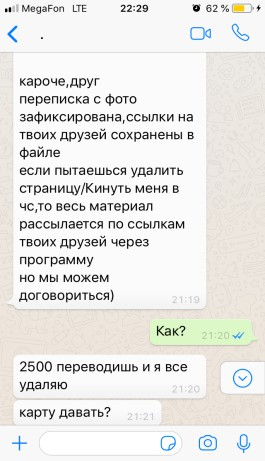 MegaFon LTE 22:29 62 %
.
кароче,друг
переписка с фото
зафиксирована,ссылки на
твоих друзей сохранены в
файле
если пытаешься удалить
страницу/Кинуть меня в
чс,то весь материал
рассылается по ссылкам
твоих друзей через
программу
но мы можем
договориться)
21:19
Как?
21:20
2500 переводишь и я все
удаляю
21:20
карту давать?
21:21